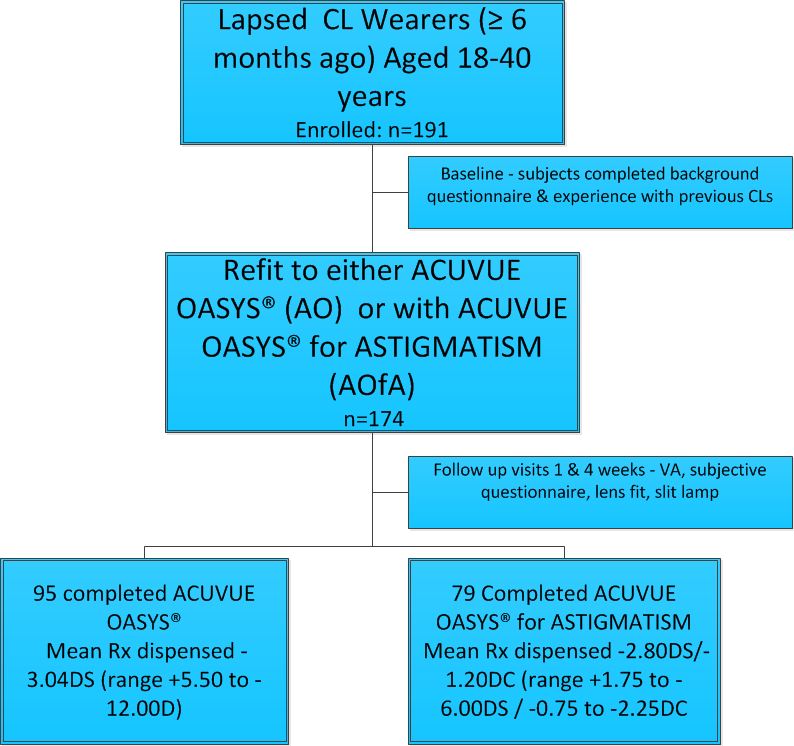 Lapsed  CL Wearers (≥ 6
months ago) Aged 18-40
years
Enrolled: n=191
Baseline - subjects completed background
questionnaire & experience with previous CLs
Refit to either ACUVUE
OASYS® (AO)  or with ACUVUE
OASYS® for ASTIGMATISM
(AOfA)
n=174
Follow up visits 1 & 4 weeks - VA, subjective
questionnaire, lens fit, slit lamp
95 completed ACUVUE
OASYS®
Mean Rx dispensed -
3.04DS (range +5.50 to -
12.00D)
79 Completed ACUVUE
OASYS® for ASTIGMATISM
Mean Rx dispensed -2.80DS/-
1.20DC (range +1.75 to -
6.00DS / -0.75 to -2.25DC